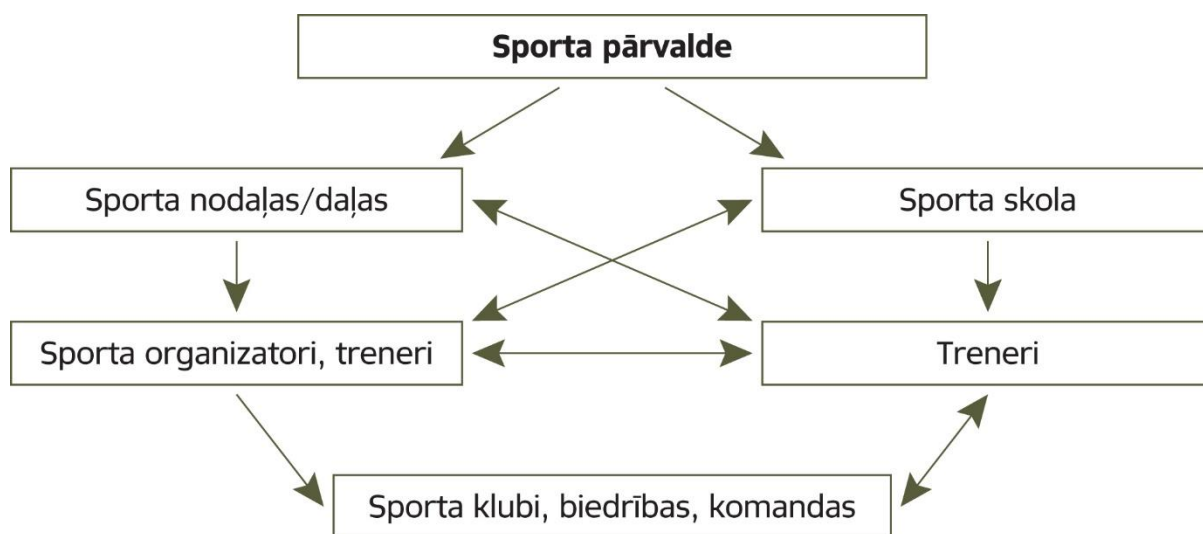 Sporta pārvalde
Sporta nodaļas/daļas
Sporta skola
Sporta organizatori, treneri
Treneri
Sporta klubi, biedrības, komandas